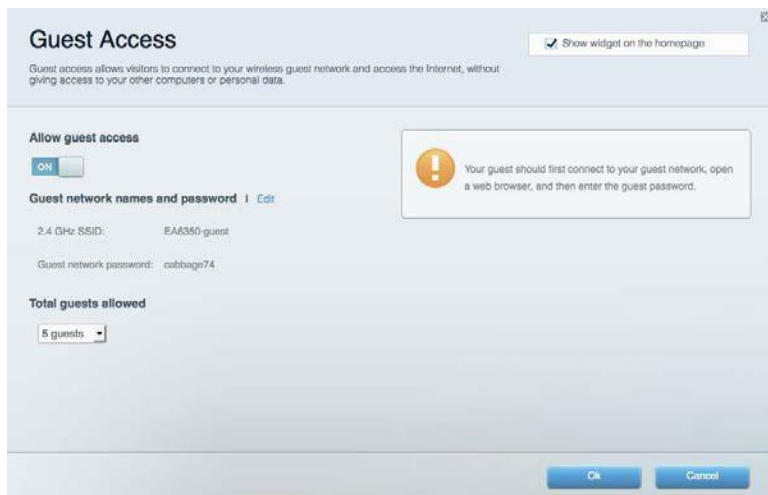 Guest Access
Show widget on the homepage
Guest access allows visitors to connect to your wireless guest network and access the Internet, without
giving access to your other computers or personal data.
Allow guest access
ON
Your guest should first connect to your guest network, open
a web browser, and then enter the guest password.
Guest network names and password | Edit
2.4 GHz SSID: EA6350-guest
Guest network password: cabbage74
Total guests allowed
5 guests
Ok Cancel